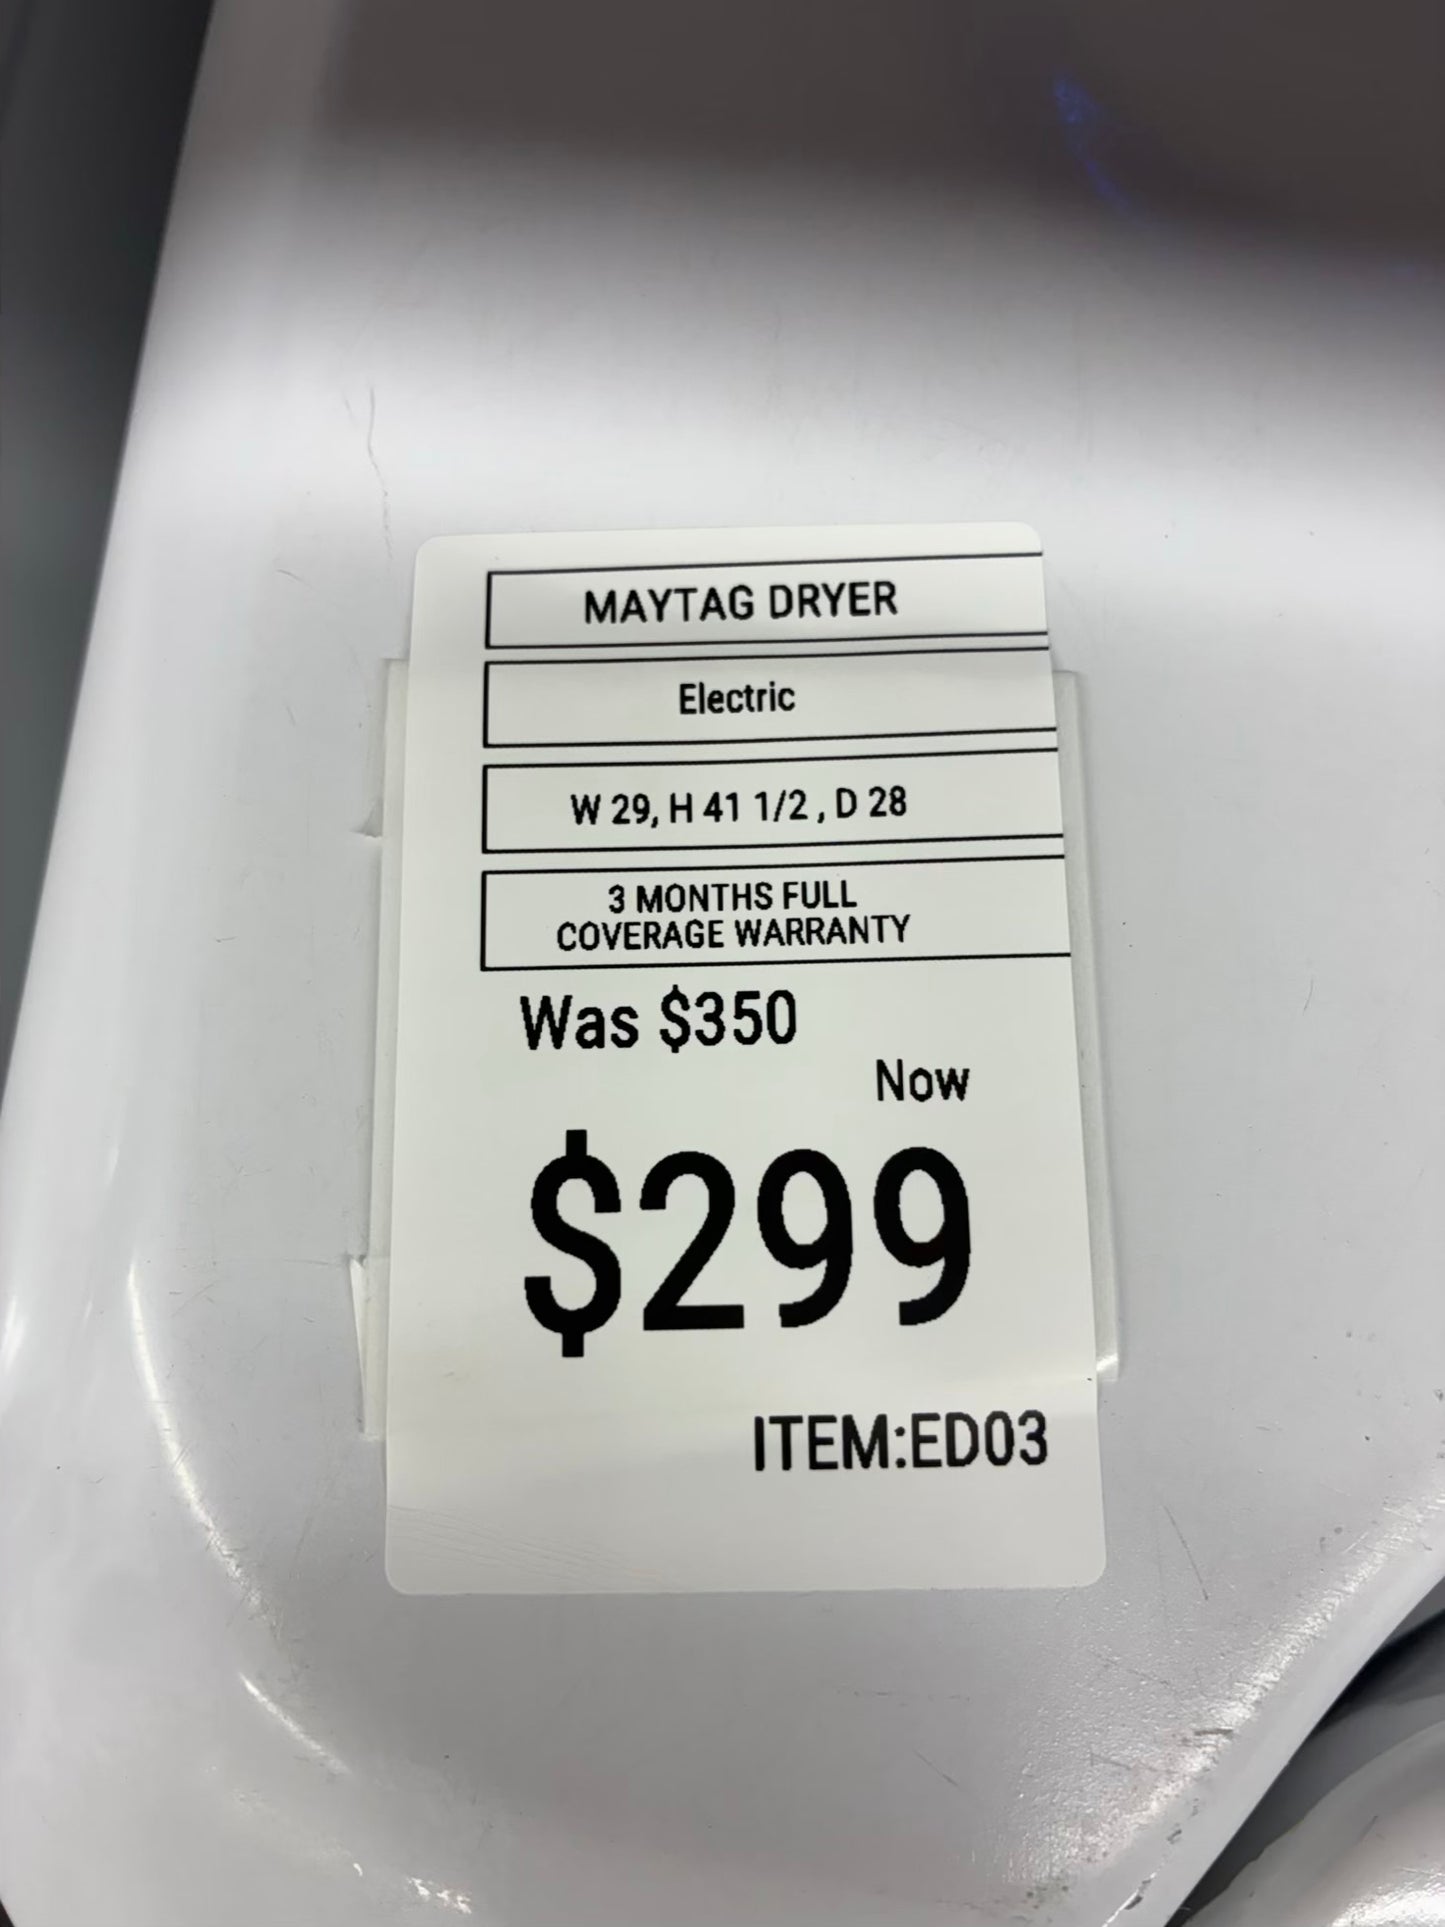 MAYTAG DRYER
Electric
W 29, H 41 1/2 , D 28
3 MONTHS FULL
COVERAGE WARRANTY
Was $350
Now
$299
ITEM:ED03